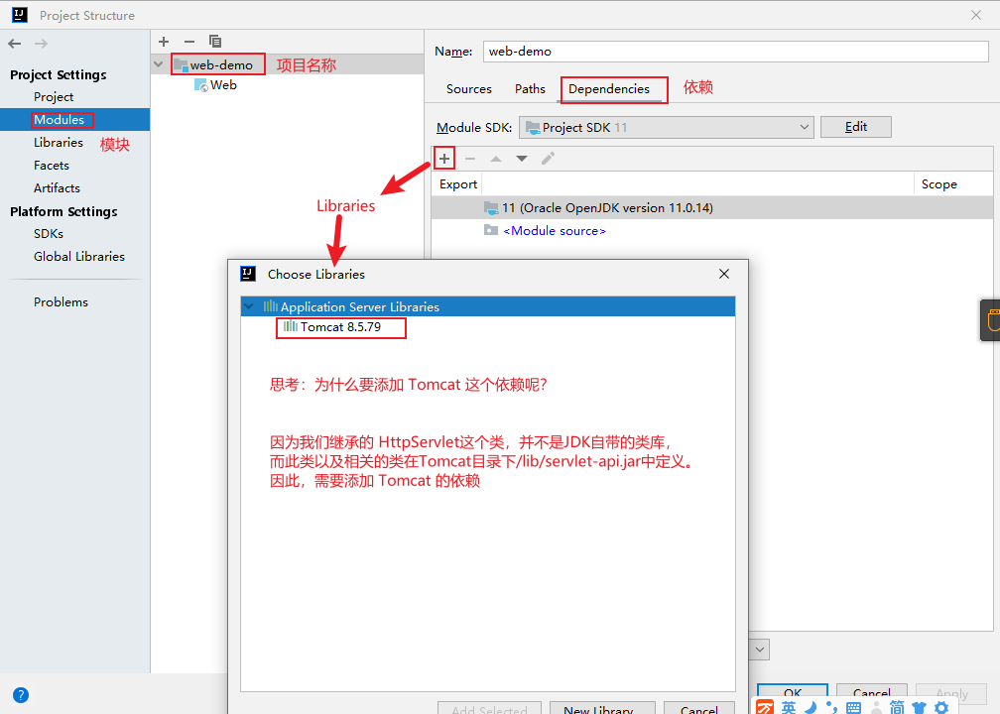 Project Structure
Project Settings
Project
Modules
Libraries
模块
Facets
Artifacts
Platform Settings
SDKs
Global Libraries
Problems
web-demo
项目名称
Web
Name:
web-demo
Sources
Paths
Dependencies
依赖
Module SDK:
Project SDK 11
Edit
Export
Scope
11 (Oracle OpenJDK version 11.0.14)
<Module source>
Libraries
Choose Libraries
Application Server Libraries
Tomcat 8.5.79
思考：为什么要添加 Tomcat 这个依赖呢?
因为我们继承的 HttpServlet这个类，并不是JDK自带的类库，
而此类以及相关的类在Tomcat目录下/lib/servlet-api.jar中定义。
因此，需要添加 Tomcat 的依赖
Add Selected
New Library
Cancel
OK
Cancel
Apply
英
简